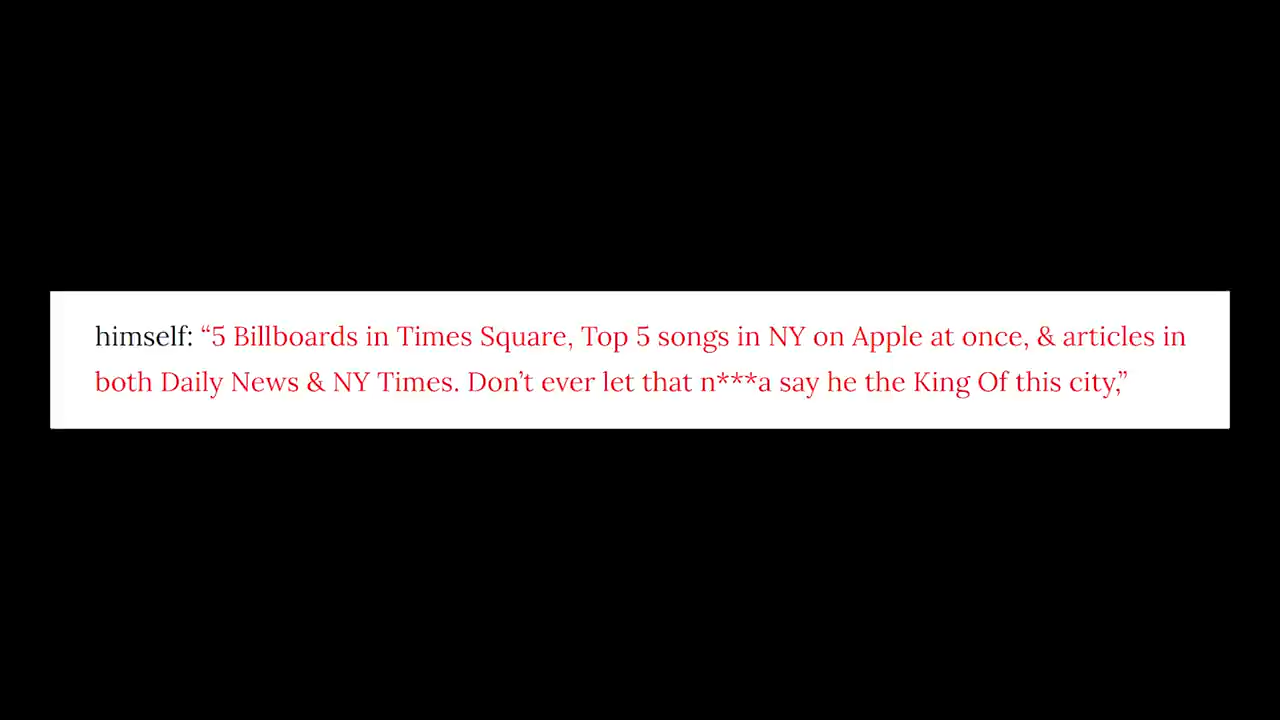 himself: “5 Billboards in Times Square, Top 5 songs in NY on Apple at once, & articles in
both Daily News & NY Times. Don’t ever let that n***a say he the King Of this city,”